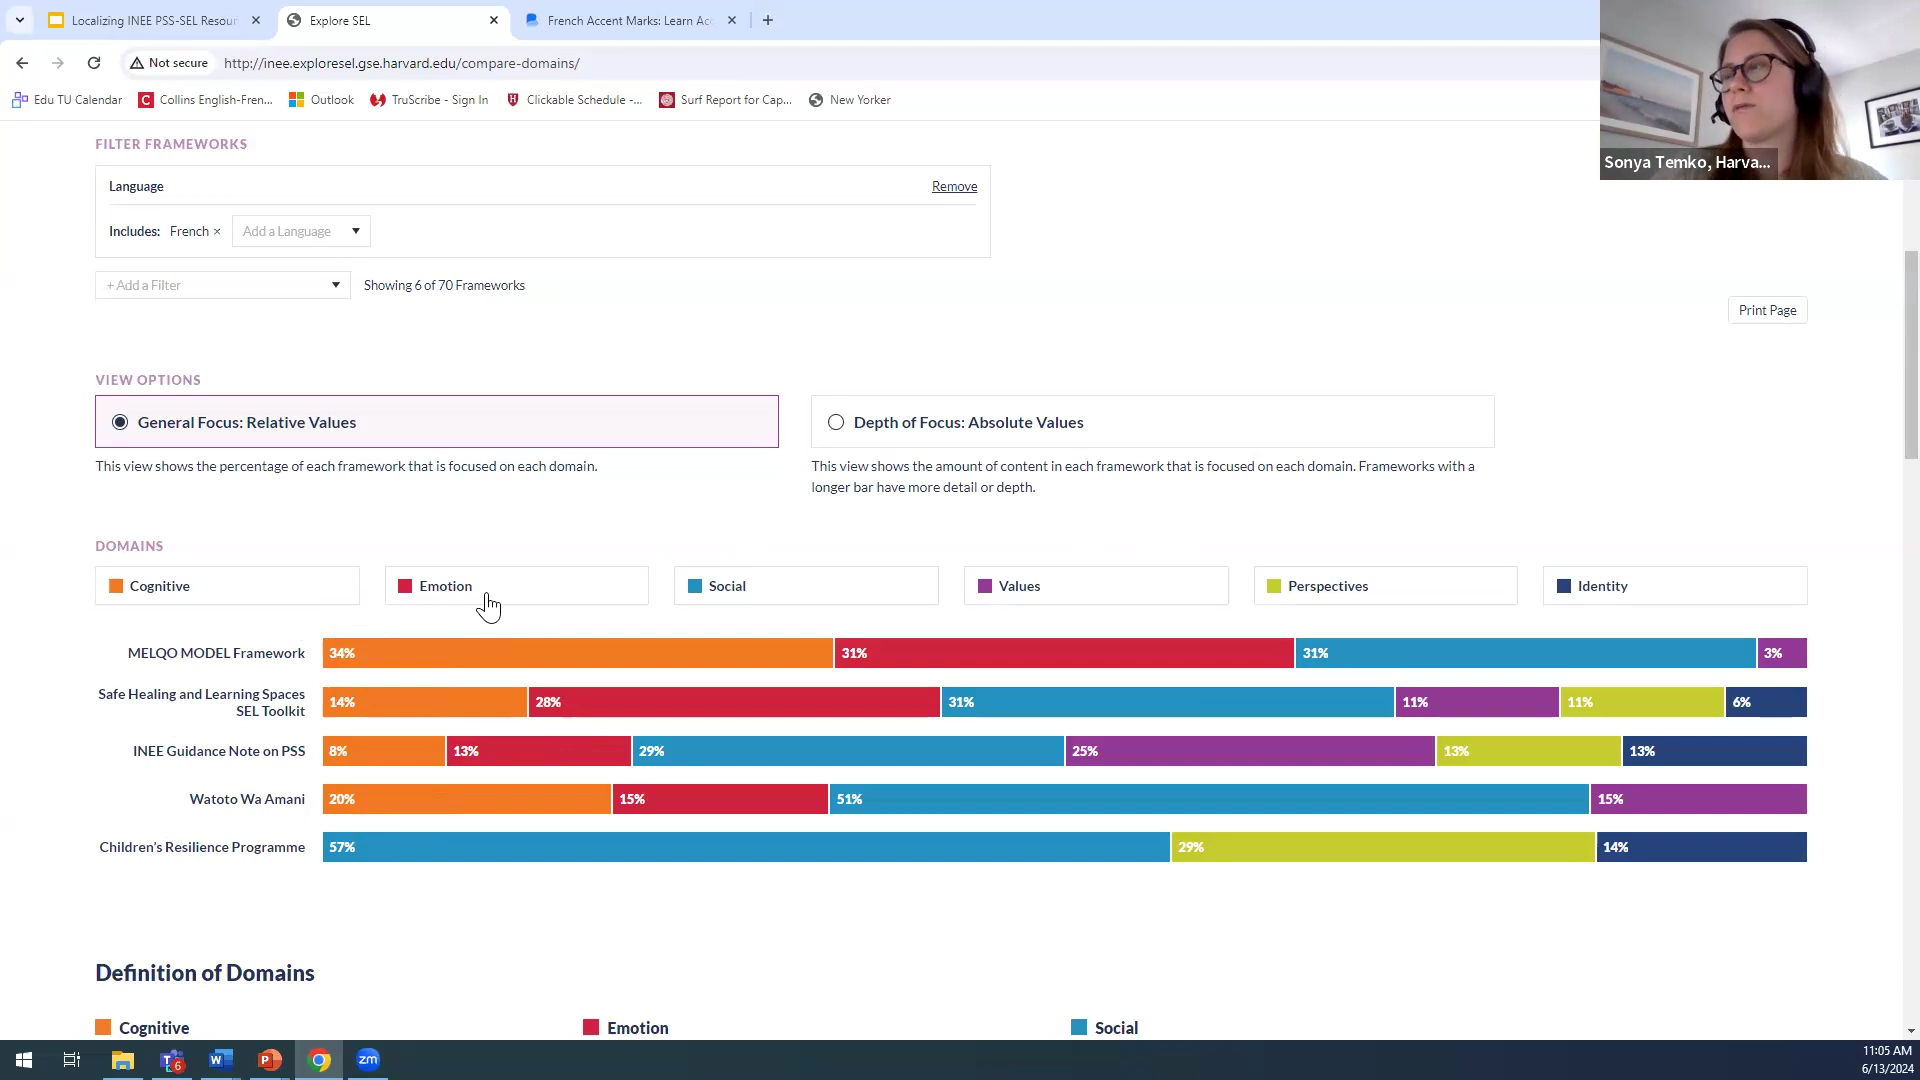 Localizing INEE PSS-SEL Resour
Explore SEL
French Accent Marks: Learn Acc
Not secure
http://inee.exploresel.gse.harvard.edu/compare-domains/
Edu TU Calendar
Collins English-Fren...
Outlook
TruScribe - Sign In
Clickable Schedule -...
Surf Report for Cap...
New Yorker
Sonya Temko, Harva...
FILTER FRAMEWORKS
Language
Remove
Includes: French × Add a Language
+ Add a Filter
Showing 6 of 70 Frameworks
Print Page
VIEW OPTIONS
General Focus: Relative Values
This view shows the percentage of each framework that is focused on each domain.
Depth of Focus: Absolute Values
This view shows the amount of content in each framework that is focused on each domain. Frameworks with a
longer bar have more detail or depth.
DOMAINS
Cognitive
Emotion
Social
Values
Perspectives
Identity
MELQO MODEL Framework
34% 31% 31% 3%
Safe Healing and Learning Spaces
SEL Toolkit
14% 28% 31% 11% 11% 6%
INEE Guidance Note on PSS
8% 13% 29% 25% 13% 13%
Watoto Wa Amani
20% 15% 51% 15%
Children's Resilience Programme
57% 29% 14%
Definition of Domains
Cognitive
Emotion
Social
6
zm
11:05 AM
6/13/2024